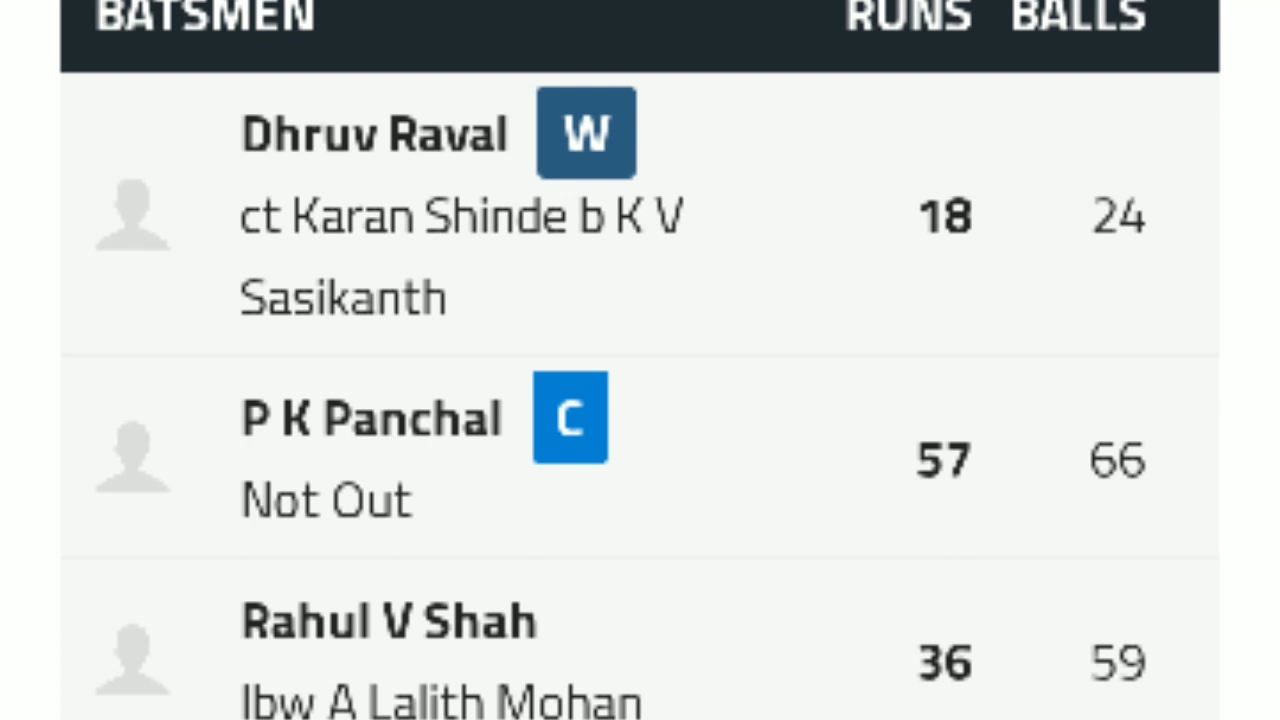 BATSMEN RUNS BALLS
Dhruv Raval W
ct Karan Shinde b K V
Sasikanth
18 24
P K Panchal C
Not Out
57 66
Rahul V Shah
lbw A Lalith Mohan
36 59